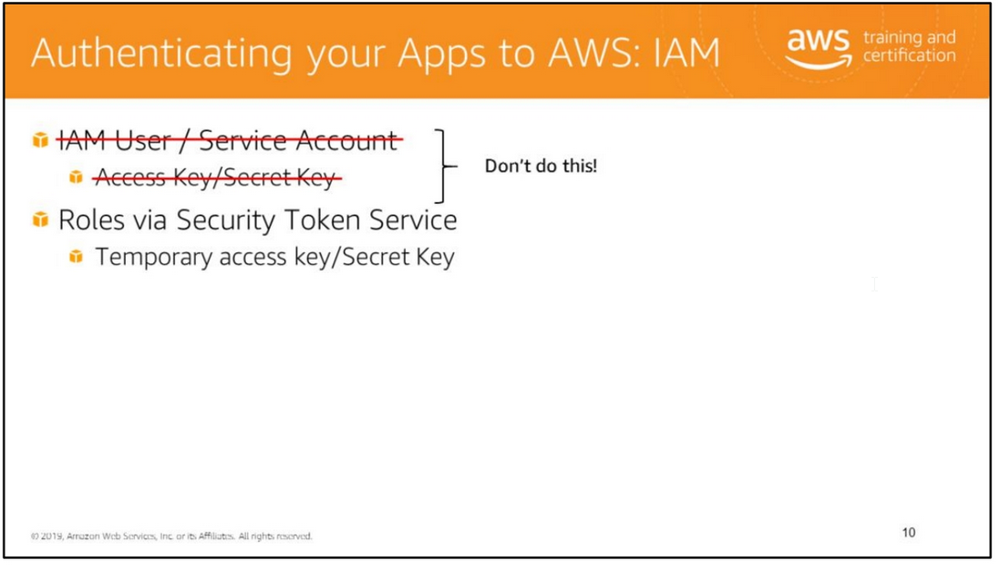 Authenticating your Apps to AWS: IAM
aws training and
certification
IAM User / Service Account
Access Key/Secret Key
Don't do this!
Roles via Security Token Service
Temporary access key/Secret Key
© 2019, Amazon Web Services, Inc. or its Affiliates. All rights reserved.
10